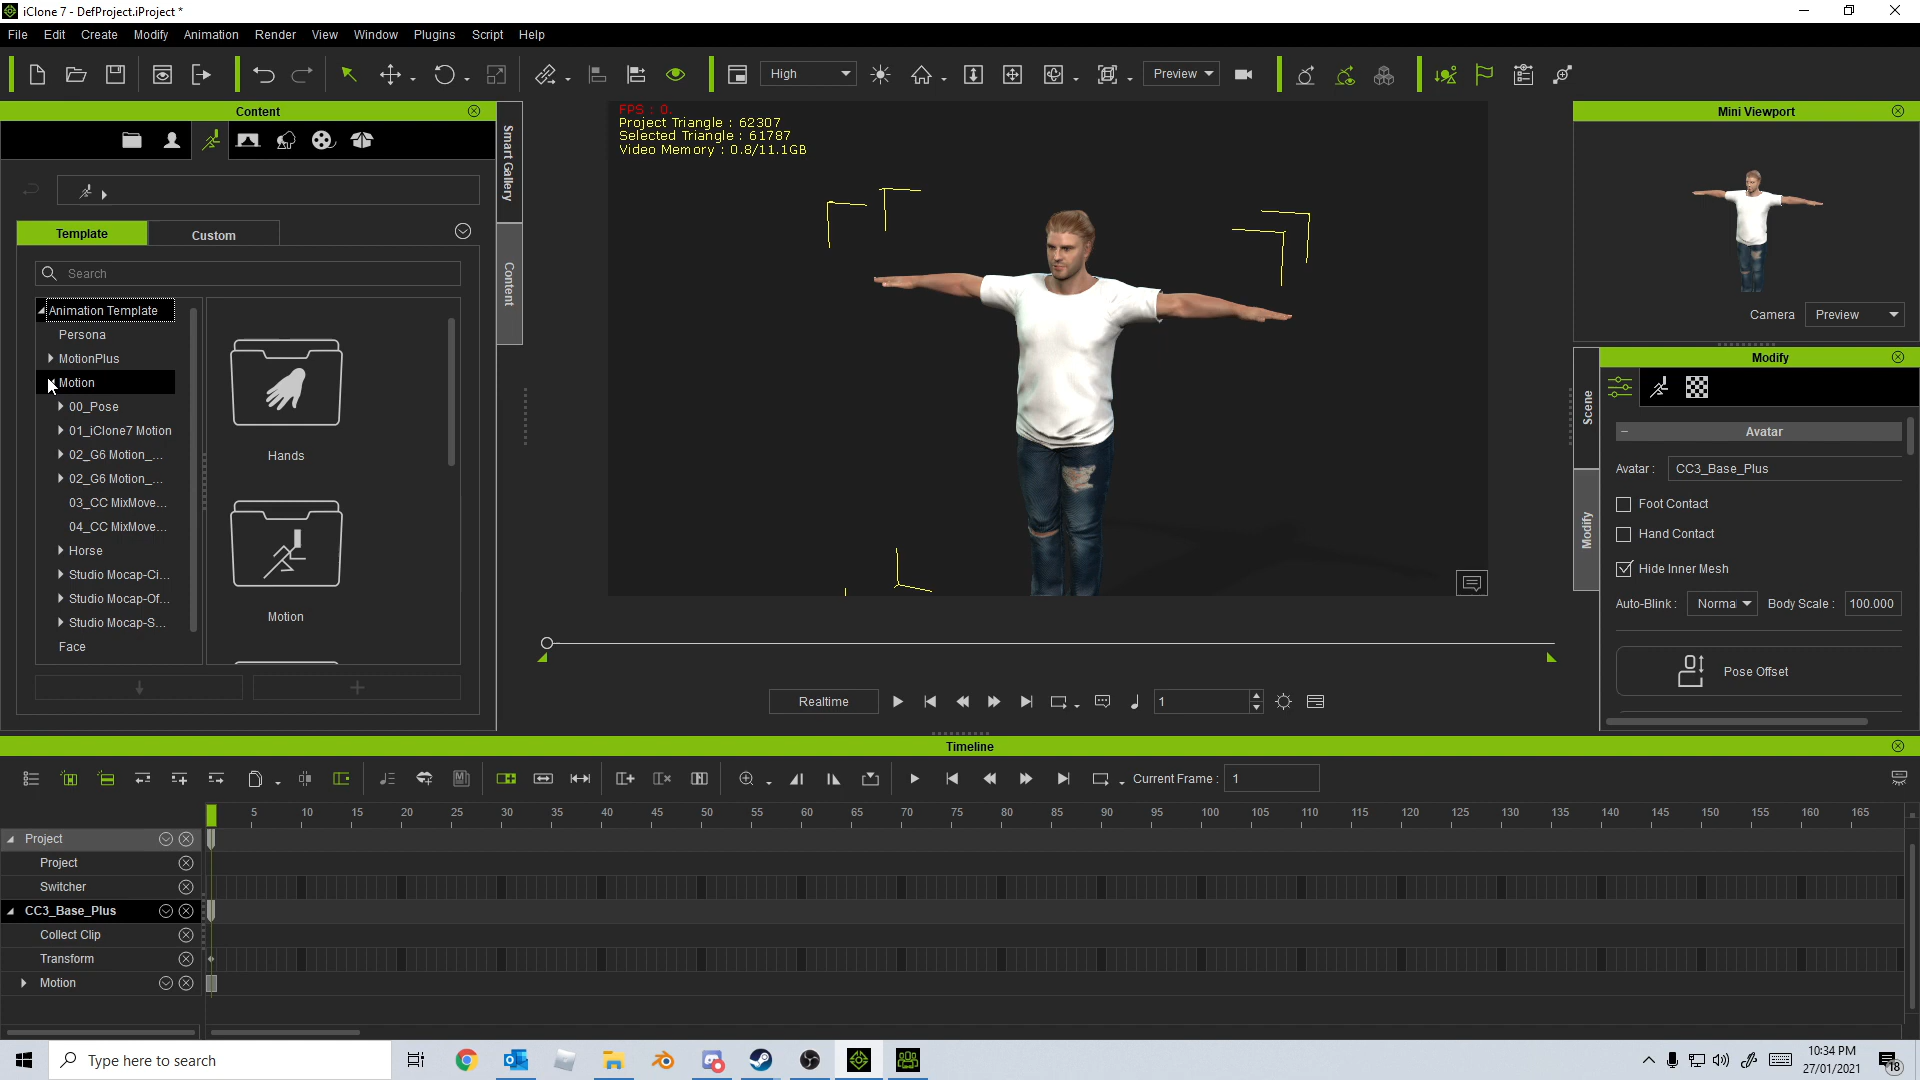 iClone 7 - DefProject.iProject *
File Edit Create Modify Animation Render View Window Plugins Script Help
High
Preview
Content
Mini Viewport
Smart Gallery
Content
FPS : 0.
Project Triangle : 62307
Selected Triangle : 61787
Video Memory : 0.8/11.1GB
Template
Custom
Search
Animation Template
Persona
MotionPlus
Motion
00_Pose
01_iClone7 Motion
02_G6 Motion_...
02_G6 Motion_...
03_CC MixMove...
04_CC MixMove...
Horse
Studio Mocap-Ci...
Studio Mocap-Of...
Studio Mocap-S...
Face
Hands
Motion
Camera Preview
Scene
Modify
Modify
Avatar
Avatar : CC3_Base_Plus
Foot Contact
Hand Contact
Hide Inner Mesh
Auto-Blink : Norma Body Scale : 100.000
Pose Offset
Realtime
1
Timeline
Current Frame : 1
5 10 15 20 25 30 35 40 45 50 55 60 65 70 75 80 85 90 95 100 105 110 115 120 125 130 135 140 145 150 155 160 165
Project
Project
Switcher
CC3_Base_Plus
Collect Clip
Transform
Motion
Type here to search
10:34 PM
27/01/2021
18